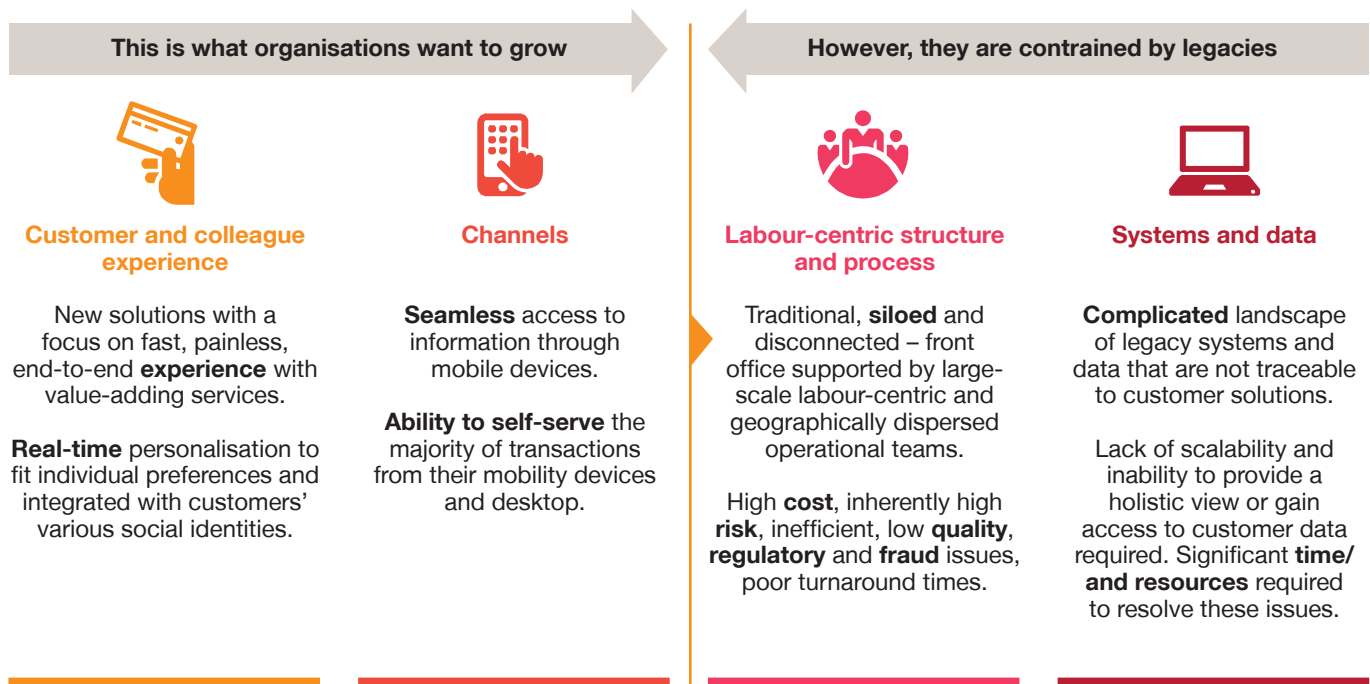 This is what organisations want to grow
However, they are contrained by legacies
Customer and colleague
experience
New solutions with a
focus on fast, painless,
end-to-end experience with
value-adding services.
Real-time personalisation to
fit individual preferences and
integrated with customers’
various social identities.
Channels
Seamless access to
information through
mobile devices.
Ability to self-serve the
majority of transactions
from their mobility devices
and desktop.
Labour-centric structure
and process
Traditional, siloed and
disconnected – front
office supported by large-
scale labour-centric and
geographically dispersed
operational teams.
High cost, inherently high
risk, inefficient, low quality,
regulatory and fraud issues,
poor turnaround times.
Systems and data
Complicated landscape
of legacy systems and
data that are not traceable
to customer solutions.
Lack of scalability and
inability to provide a
holistic view or gain
access to customer data
required. Significant time/
and resources required
to resolve these issues.